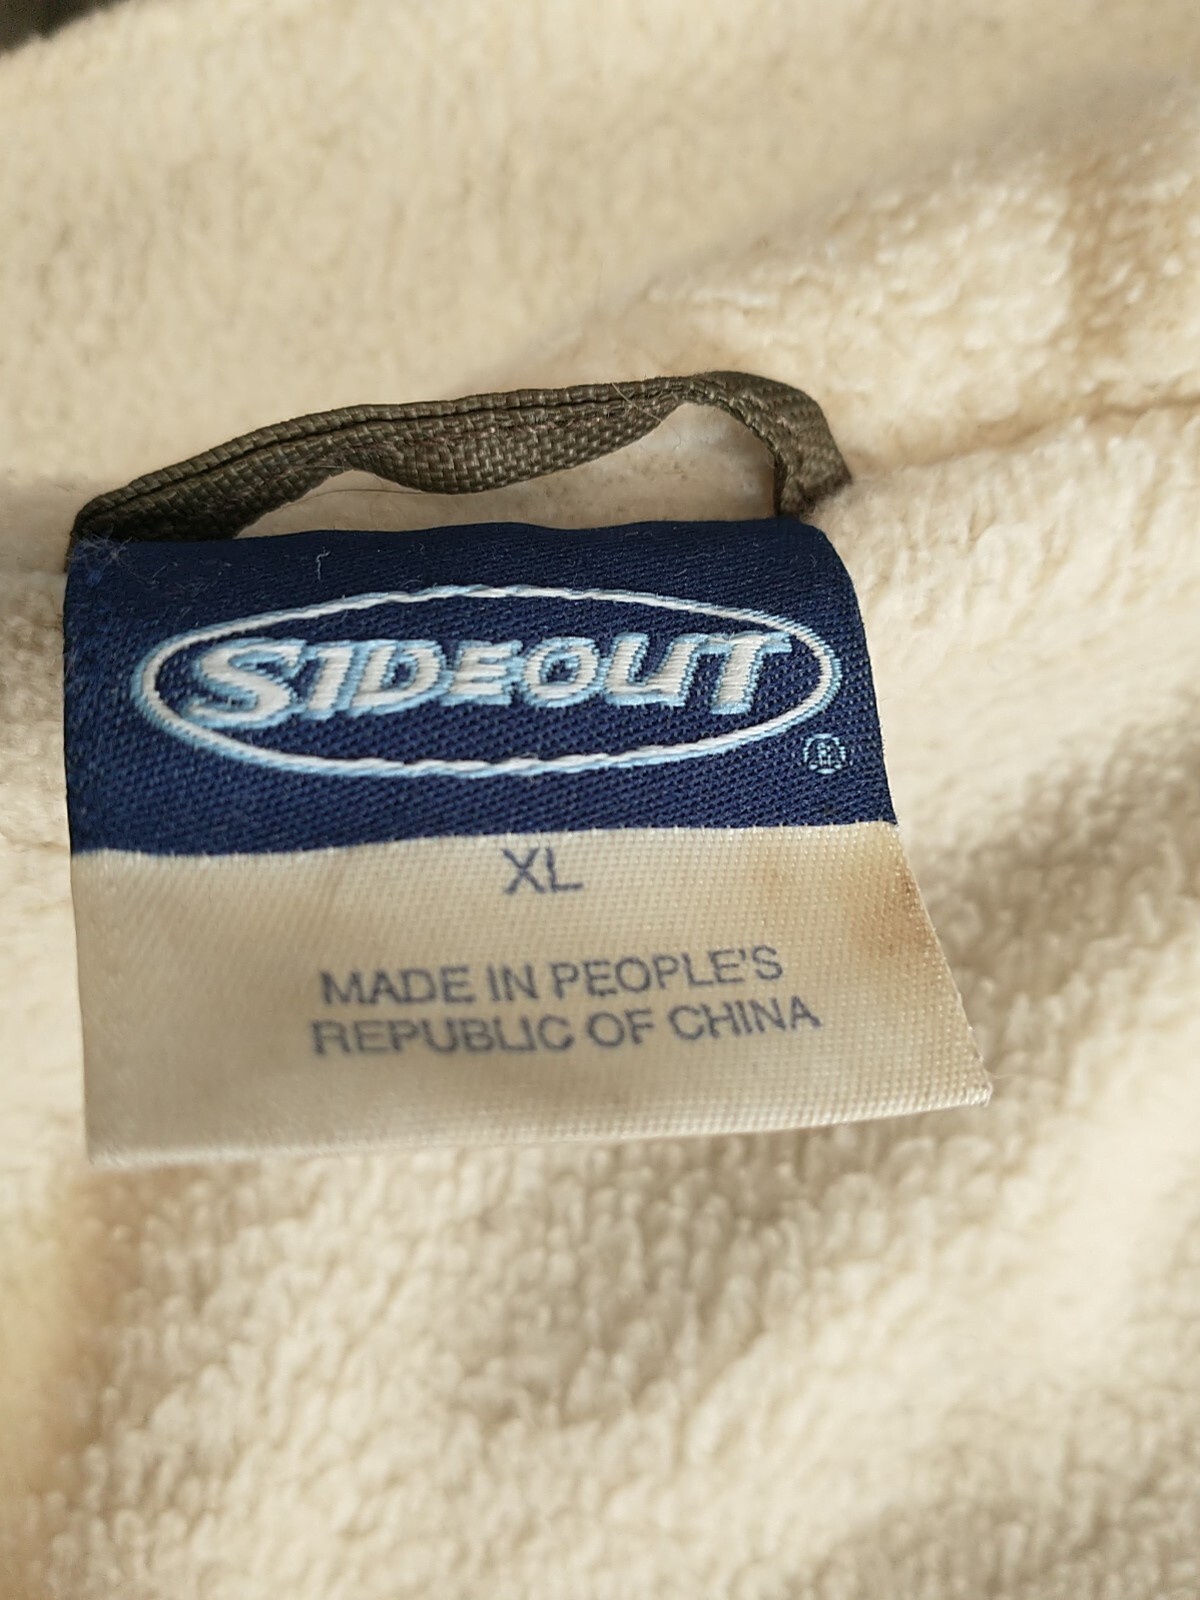 SIDEOUT
®
XL
MADE IN PEOPLE'S
REPUBLIC OF CHINA